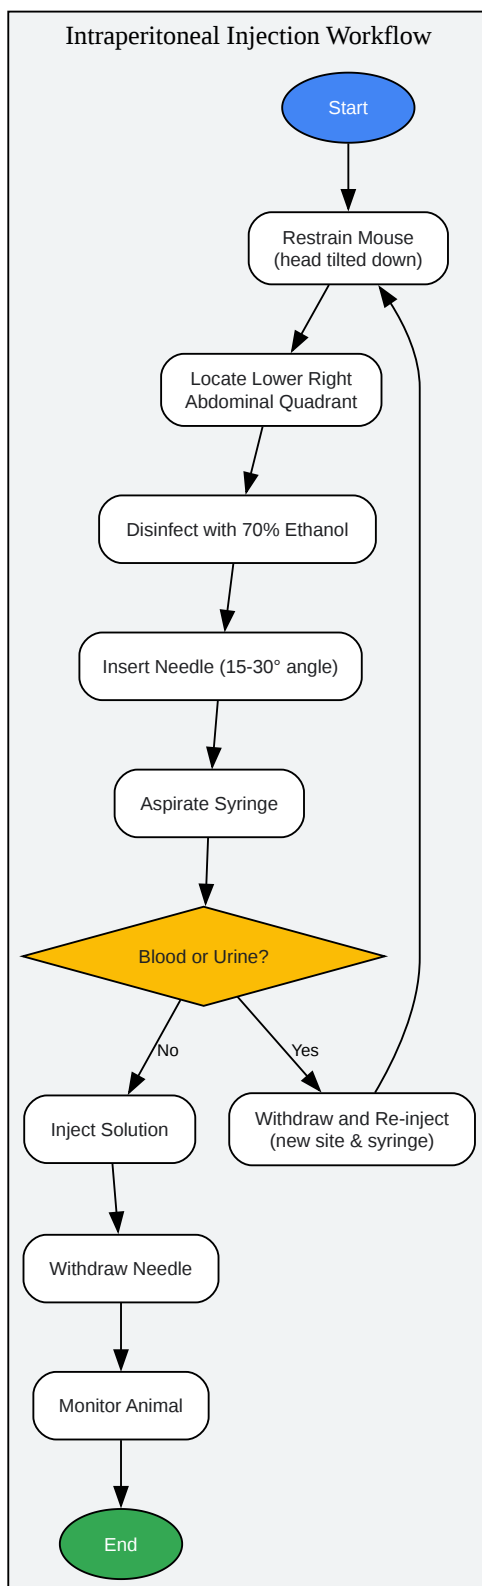 Intraperitoneal Injection Workflow
Start
Restrain Mouse
(head tilted down)
Locate Lower Right
Abdominal Quadrant
Disinfect with 70% Ethanol
Insert Needle (15-30° angle)
Aspirate Syringe
Blood or Urine?
No
Yes
Inject Solution
Withdraw and Re-inject
(new site & syringe)
Withdraw Needle
Monitor Animal
End